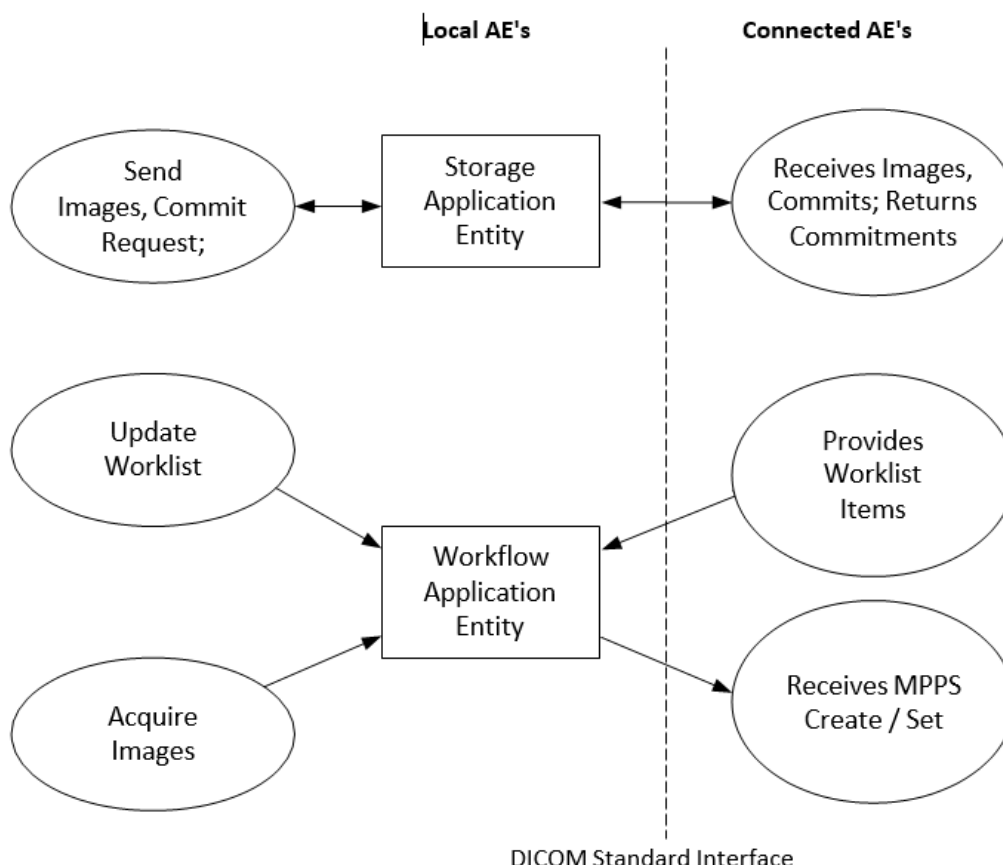 Local AE's
Connected AE's
Send
Images, Commit
Request;
Storage
Application
Entity
Receives Images,
Commits; Returns
Commitments
Update
Worklist
Provides
Worklist
Items
Workflow
Application
Entity
Acquire
Images
Receives MPPS
Create / Set
DICOM Standard Interface